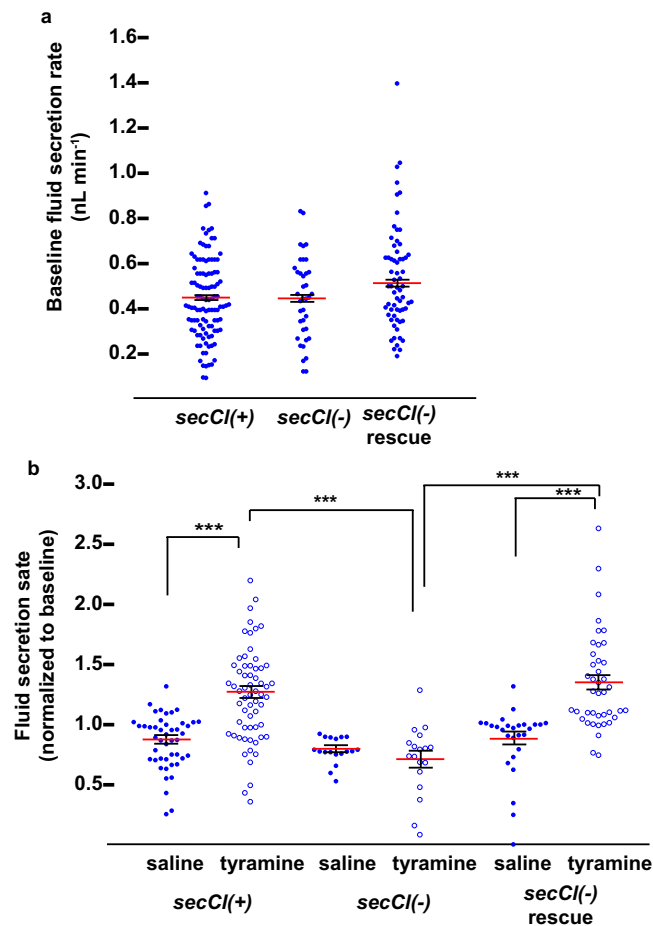 a
Baseline fluid secretion rate
(nL min-1)
1.6
1.4
1.2
1.0
0.8
0.6
0.4
0.2
secCl(+)
secCl(-)
secCl(-)
rescue
b
Fluid secretion sate
(normalized to baseline)
3.0
2.5
2.0
1.5
1.0
0.5
***
***
***
***
saline
tyramine
saline
tyramine
saline
tyramine
secCl(+)
secCl(-)
secCl(-)
rescue